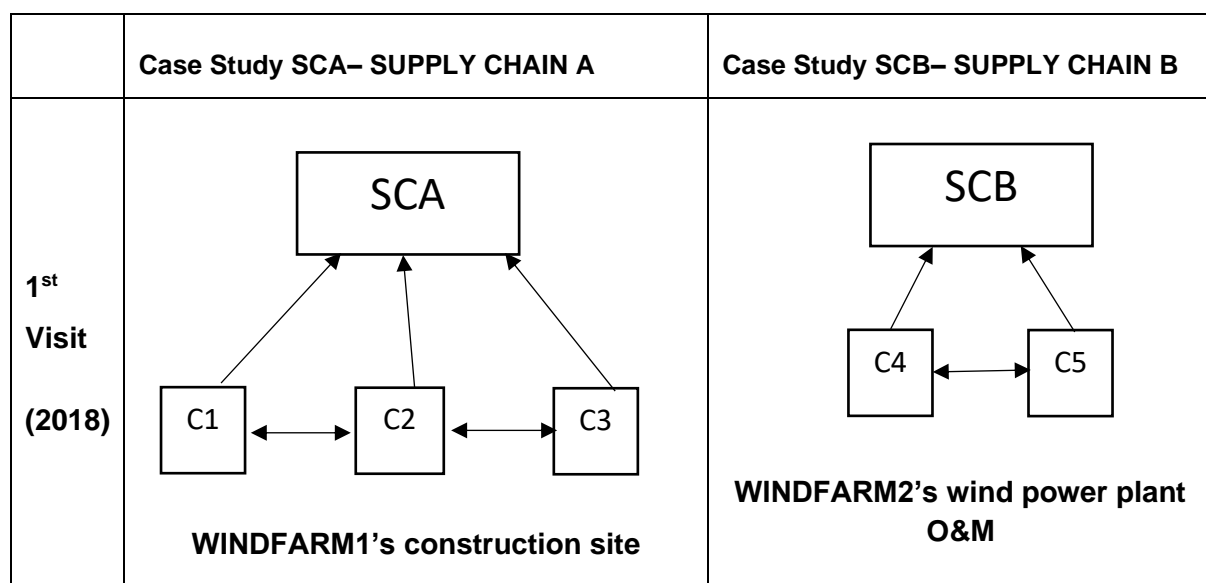 Case Study SCA– SUPPLY CHAIN A
Case Study SCB– SUPPLY CHAIN B
1st
Visit
(2018)
SCA
C1
C2
C3
WINDFARM1’s construction site
SCB
C4
C5
WINDFARM2’s wind power plant
O&M